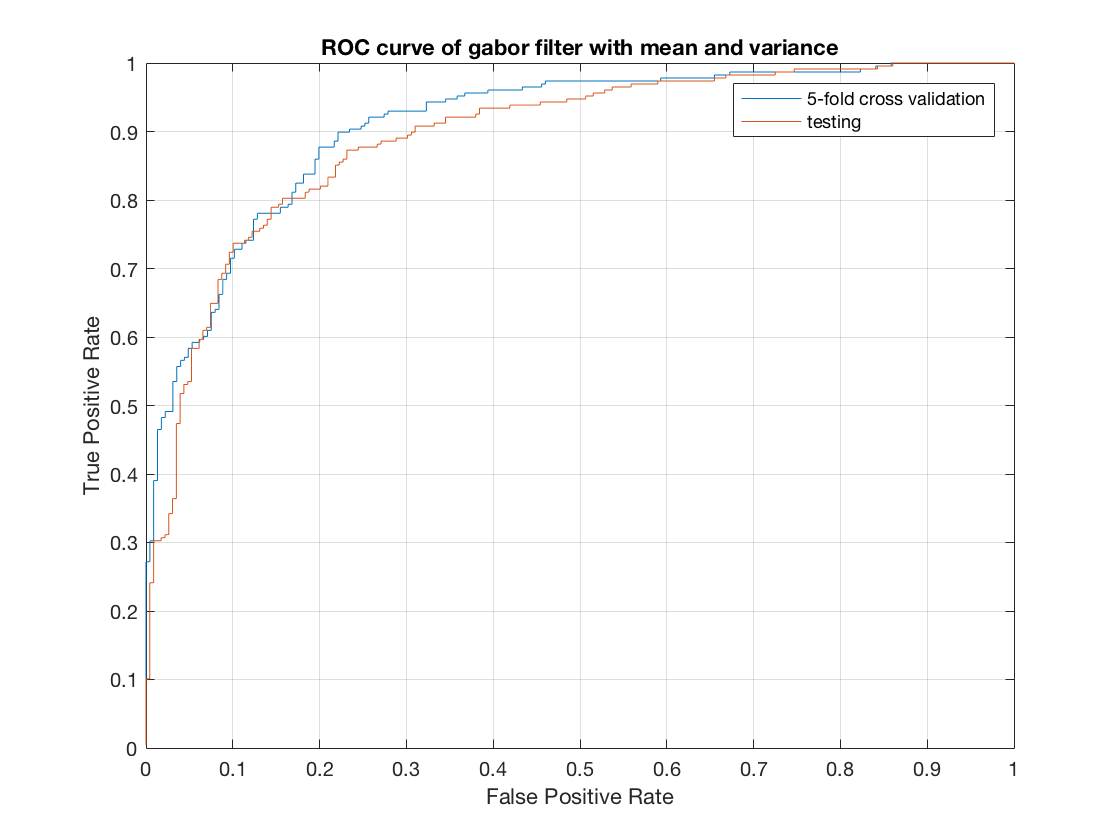 ROC curve of gabor filter with mean and variance
1
0.9
0.8
0.7
0.6
0.5
0.4
0.3
0.2
0.1
0
True Positive Rate
5-fold cross validation
testing
0 0.1 0.2 0.3 0.4 0.5 0.6 0.7 0.8 0.9 1
False Positive Rate